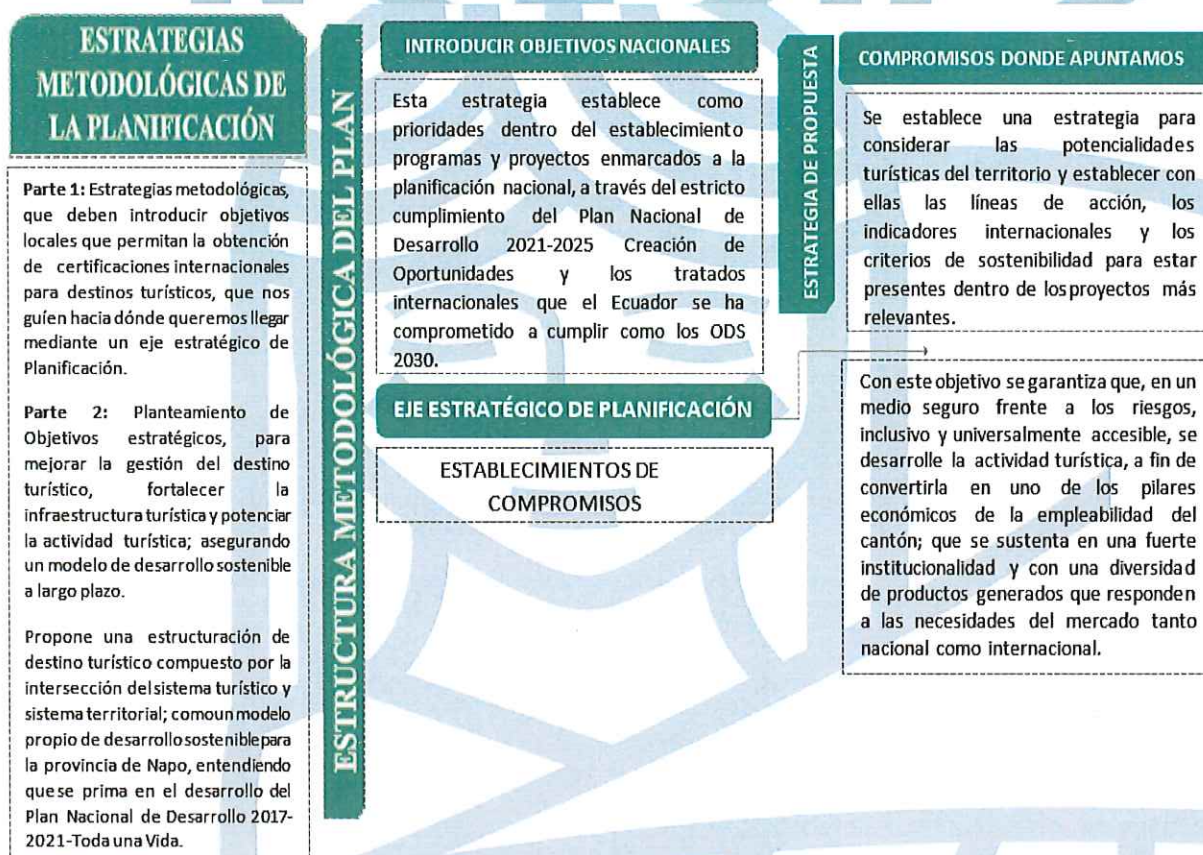 ESTRATEGIAS
METODOLÓGICAS DE
LA PLANIFICACIÓN
Parte 1: Estrategias metodológicas,
que deben introducir objetivos
locales que permitan la obtención
de certificaciones internacionales
para destinos turísticos, que nos
guíen hacia dónde queremos llegar
mediante un eje estratégico de
Planificación.
Parte 2: Planteamiento de
Objetivos estratégicos, para
mejorar la gestión del destino
turístico, fortalecer la
infraestructura turística y potenciar
la actividad turística; asegurando
un modelo de desarrollo sostenible
a largo plazo.
Propone una estructuración de
destino turístico compuesto por la
intersección del sistema turístico y
sistema territorial; como un modelo
propio de desarrollo sostenible para
la provincia de Napo, entendiendo
que se prima en el desarrollo del
Plan Nacional de Desarrollo 2017-
2021-Toda una Vida.
ESTRUCTURA METODOLÓGICA DEL PLAN
INTRODUCIR OBJETIVOS NACIONALES
Esta estrategia establece como
prioridades dentro del establecimiento
programas y proyectos enmarcados a la
planificación nacional, a través del estricto
cumplimiento del Plan Nacional de
Desarrollo 2021-2025 Creación de
Oportunidades y los tratados
internacionales que el Ecuador se ha
comprometido a cumplir como los ODS
2030.
EJE ESTRATÉGICO DE PLANIFICACIÓN
ESTABLECIMIENTOS DE
COMPROMISOS
ESTRATEGIA DE PROPUESTA
COMPROMISOS DONDE APUNTAMOS
Se establece una estrategia para
considerar las potencialidades
turísticas del territorio y establecer con
ellas las líneas de acción, los
indicadores internacionales y los
criterios de sostenibilidad para estar
presentes dentro de los proyectos más
relevantes.
Con este objetivo se garantiza que, en un
medio seguro frente a los riesgos,
inclusivo y universalmente accesible, se
desarrolle la actividad turística, a fin de
convertirla en uno de los pilares
económicos de la empleabilidad del
cantón; que se sustenta en una fuerte
institucionalidad y con una diversidad
de productos generados que responden
a las necesidades del mercado tanto
nacional como internacional.